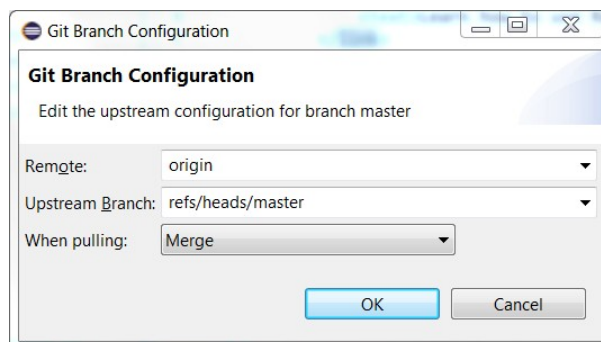 Git Branch Configuration
Git Branch Configuration
Edit the upstream configuration for branch master
Remote: origin
Upstream Branch: refs/heads/master
When pulling: Merge
OK Cancel